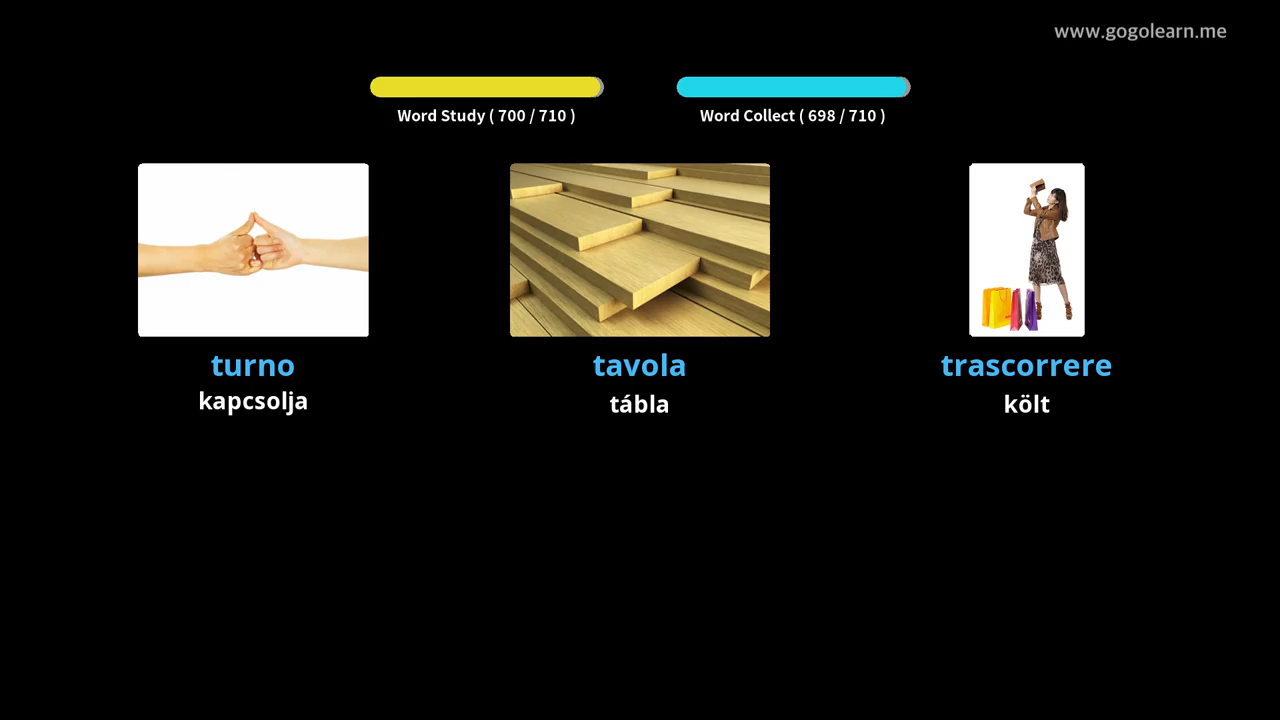 www.gogolearn.me
Word Study ( 700 / 710 )
Word Collect ( 698 / 710 )
turno
kapcsolja
tavola
tábla
trascorrere
költ